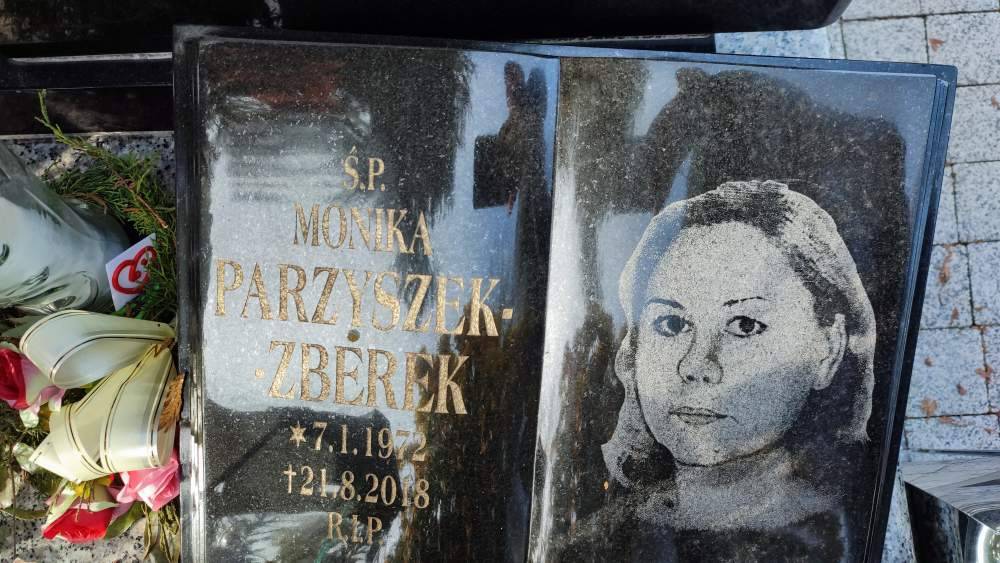 Ś.P.
MONIKA
PARZYSZEK-
-ZBEREK
*7.1.1972
†21.8.2018
R.I.P.